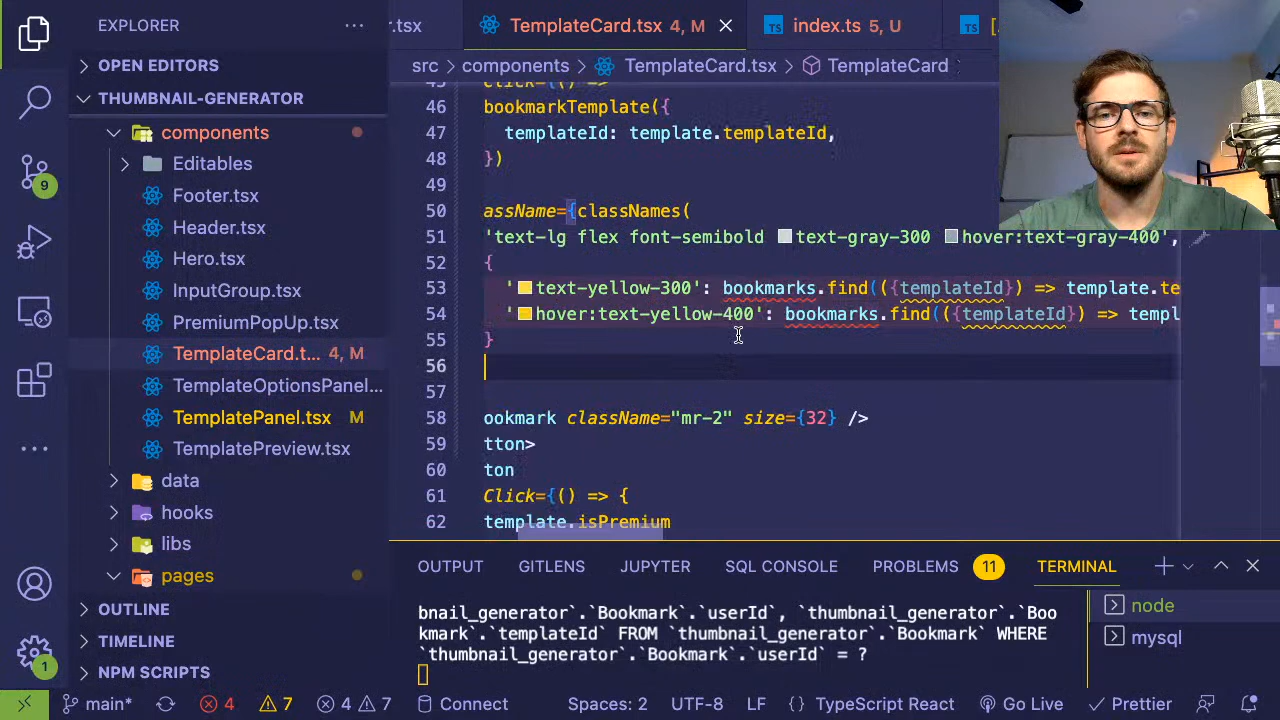 EXPLORER
OPEN EDITORS
THUMBNAIL-GENERATOR
components
Editables
Footer.tsx
Header.tsx
Hero.tsx
InputGroup.tsx
PremiumPopUp.tsx
TemplateCard.t... 4, M
TemplateOptionsPanel...
TemplatePanel.tsx M
TemplatePreview.tsx
data
hooks
libs
pages
OUTLINE
TIMELINE
NPM SCRIPTS
9
1
r.tsx TemplateCard.tsx 4, M index.ts 5, U
src components TemplateCard.tsx TemplateCard
45 Click={() =>
46 bookmarkTemplate({
47 templateId: template.templateId,
48 })
49
50 assName={classNames(
51 'text-lg flex font-semibold text-gray-300 hover:text-gray-400',
52 {
53 'text-yellow-300': bookmarks.find(({templateId}) => template.te
54 'hover:text-yellow-400': bookmarks.find(({templateId}) => templ
55 }
56
57
58 ookmark className="mr-2" size={32} />
59 tton>
60 ton
61 Click={() => {
62 template.isPremium
OUTPUT GITLENS JUPYTER SQL CONSOLE PROBLEMS 11 TERMINAL
bnail_generator`.`Bookmark`.`userId`, `thumbnail_generator`.`Boo
kmark`.`templateId` FROM `thumbnail_generator`.`Bookmark` WHERE
`thumbnail_generator`.`Bookmark`.`userId` = ?
node
mysql
main* 4 7 4 7 Connect Spaces: 2 UTF-8 LF {} TypeScript React Go Live Prettier